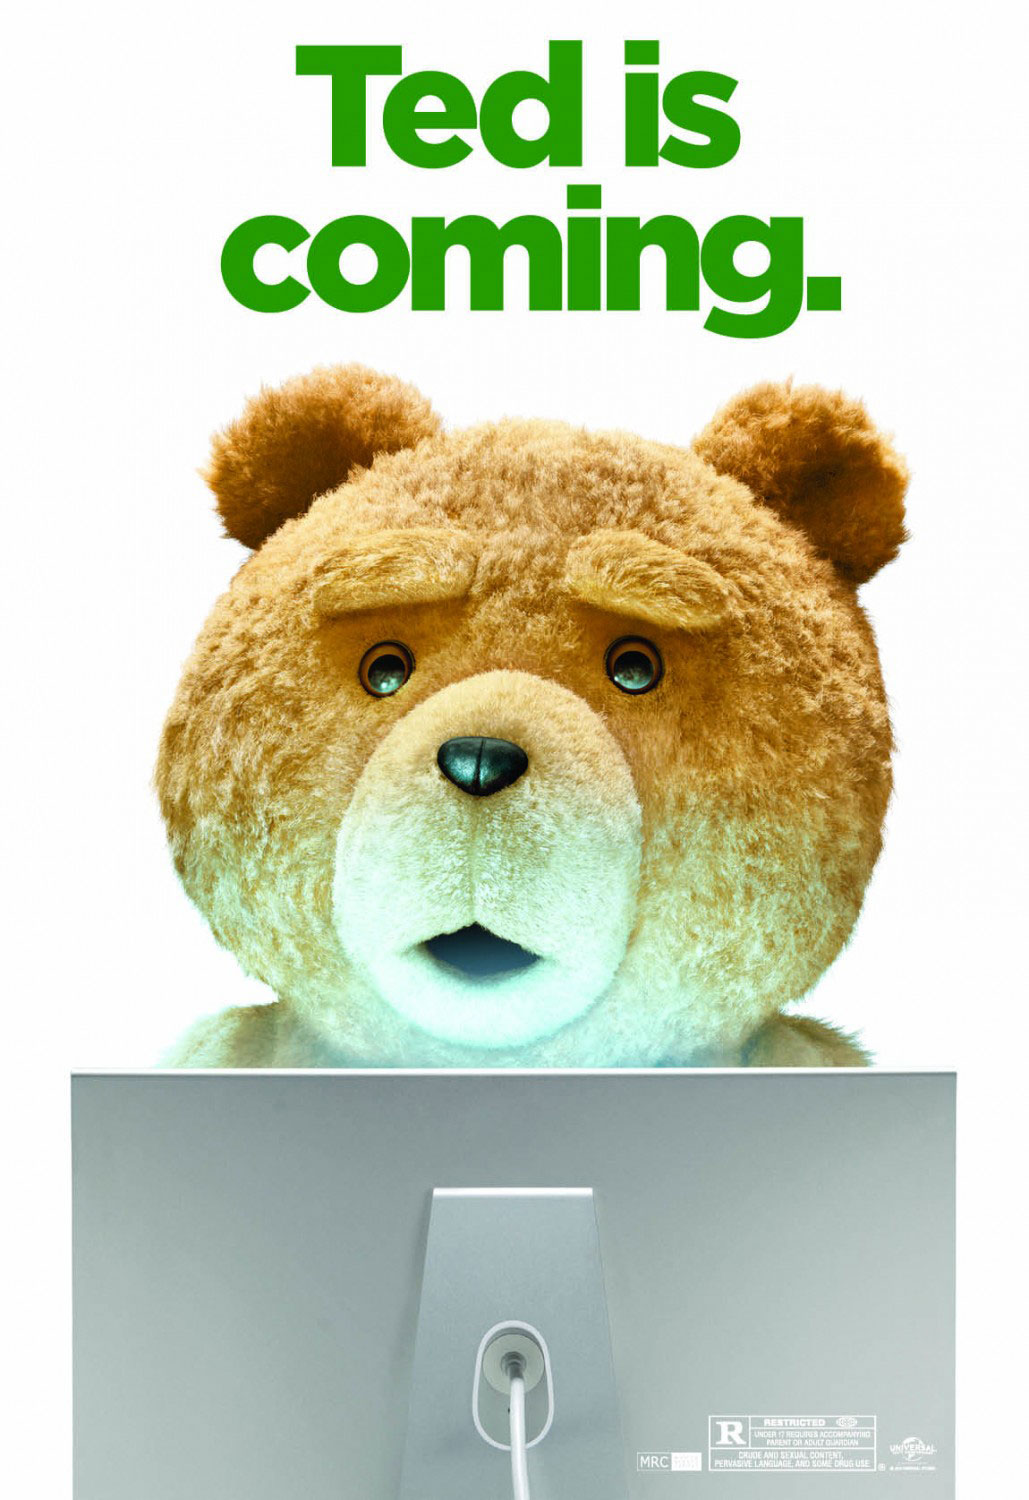 Ted is
coming.
R
RESTRICTED
UNDER 17 REQUIRES ACCOMPANYING
PARENT OR ADULT GUARDIAN
CRUDE AND SEXUAL CONTENT,
PERVASIVE LANGUAGE, AND SOME DRUG USE
®
MRC
UNIVERSAL